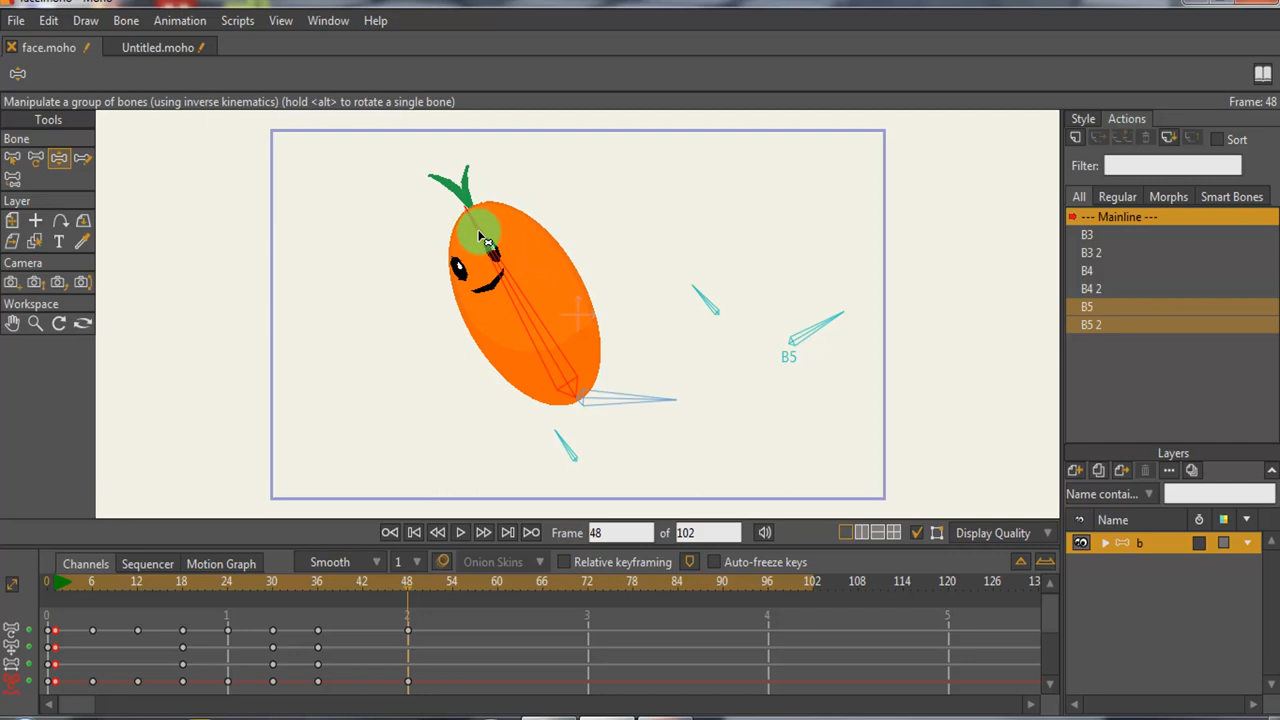 File Edit Draw Bone Animation Scripts View Window Help
face.moho Untitled.moho
Manipulate a group of bones (using inverse kinematics) (hold <alt> to rotate a single bone) Frame: 48
Tools Style Actions
Bone Sort
Filter:
Layer All Regular Morphs Smart Bones
--- Mainline ---
B3
B3 2
Camera
B4
B4 2
Workspace
B5
B5 2
B5
Layers
Name contai...
Frame 48 of 102 Display Quality Name
b
Channels Sequencer Motion Graph Smooth 1 Onion Skins Relative keyframing Auto-freeze keys
0 6 12 18 24 30 36 42 48 54 60 66 72 78 84 90 96 102 108 114 120 126 13
0 1 2 3 4 5